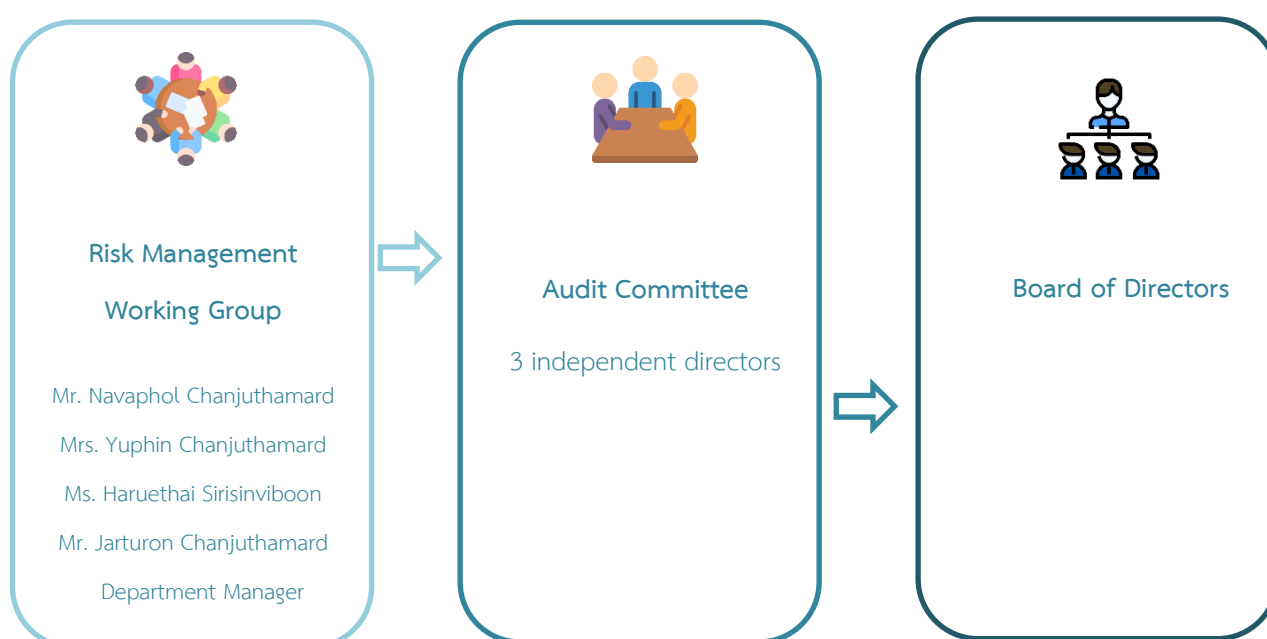 Risk Management
Working Group
Mr. Navaphol Chanjuthamard
Mrs. Yuphin Chanjuthamard
Ms. Haruethai Sirisinviboon
Mr. Jarturon Chanjuthamard
Department Manager
Audit Committee
3 independent directors
Board of Directors